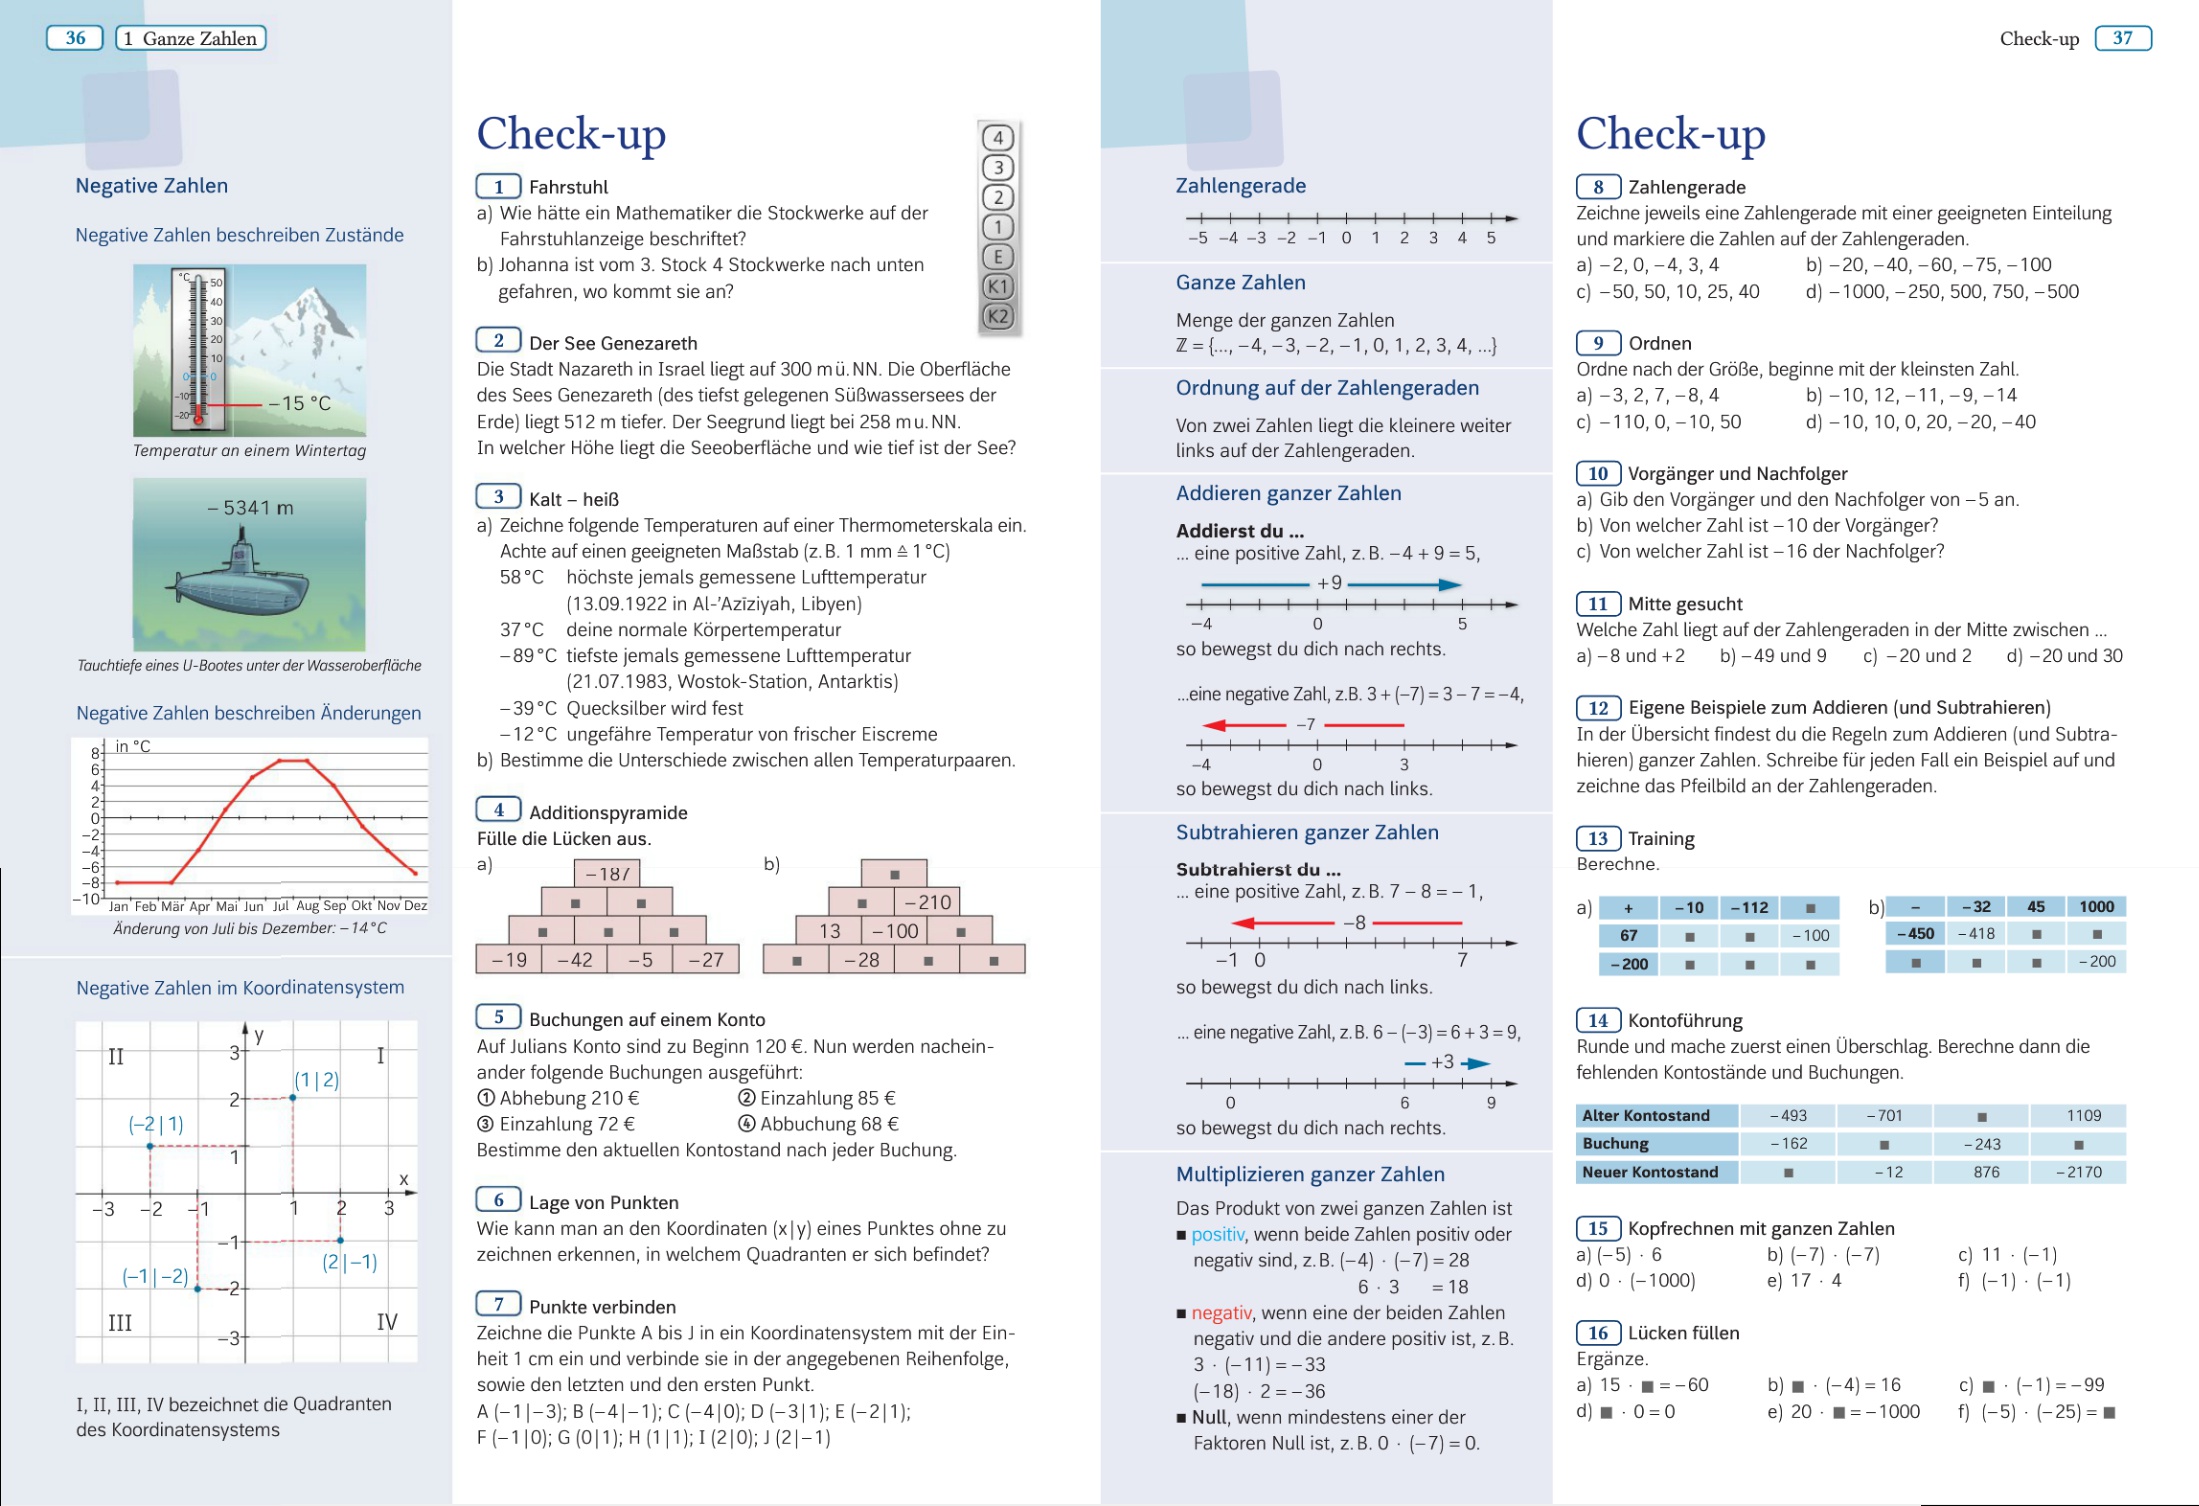 36
1 Ganze Zahlen
Negative Zahlen
Negative Zahlen beschreiben Zustände
°C
50
40
30
20
10
0 0
-10
-20
−15 °C
Temperatur an einem Wintertag
− 5341 m
Tauchtiefe eines U-Bootes unter der Wasseroberfläche
Negative Zahlen beschreiben Änderungen
in °C
8
6
4
2
0
−2
−4
−6
−8
−10
Jan Feb Mär Apr Mai Jun Jul Aug Sep Okt Nov Dez
Änderung von Juli bis Dezember: −14 °C
Negative Zahlen im Koordinatensystem
y
II
3
I
(1|2)
2
(−2|1)
1
x
−3 −2 −1 1 2 3
−1
(2|−1)
(−1|−2)
−2
III
IV
−3
I, II, III, IV bezeichnet die Quadranten
des Koordinatensystems
Check-up
4
3
2
1
E
K1
K2
1 Fahrstuhl
a) Wie hätte ein Mathematiker die Stockwerke auf der
Fahrstuhlanzeige beschriftet?
b) Johanna ist vom 3. Stock 4 Stockwerke nach unten
gefahren, wo kommt sie an?
2 Der See Genezareth
Die Stadt Nazareth in Israel liegt auf 300 m ü. NN. Die Oberfläche
des Sees Genezareth (des tiefst gelegenen Süßwassersees der
Erde) liegt 512 m tiefer. Der Seegrund liegt bei 258 m u. NN.
In welcher Höhe liegt die Seeoberfläche und wie tief ist der See?
3 Kalt – heiß
a) Zeichne folgende Temperaturen auf einer Thermometerskala ein.
Achte auf einen geeigneten Maßstab (z. B. 1 mm ≙ 1 °C)
58 °C höchste jemals gemessene Lufttemperatur
(13.09.1922 in Al-’Azīziyah, Libyen)
37 °C deine normale Körpertemperatur
−89 °C tiefste jemals gemessene Lufttemperatur
(21.07.1983, Wostok-Station, Antarktis)
−39 °C Quecksilber wird fest
−12 °C ungefähre Temperatur von frischer Eiscreme
b) Bestimme die Unterschiede zwischen allen Temperaturpaaren.
4 Additionspyramide
Fülle die Lücken aus.
a)
−187
■ ■
■ ■ ■
−19 −42 −5 −27
b)
■
■ −210
13 −100 ■
■ −28 ■ ■
5 Buchungen auf einem Konto
Auf Julians Konto sind zu Beginn 120 €. Nun werden nachein-
ander folgende Buchungen ausgeführt:
① Abhebung 210 € ② Einzahlung 85 €
③ Einzahlung 72 € ④ Abbuchung 68 €
Bestimme den aktuellen Kontostand nach jeder Buchung.
6 Lage von Punkten
Wie kann man an den Koordinaten (x|y) eines Punktes ohne zu
zeichnen erkennen, in welchem Quadranten er sich befindet?
7 Punkte verbinden
Zeichne die Punkte A bis J in ein Koordinatensystem mit der Ein-
heit 1 cm ein und verbinde sie in der angegebenen Reihenfolge,
sowie den letzten und den ersten Punkt.
A (−1|−3); B (−4|−1); C (−4|0); D (−3|1); E (−2|1);
F (−1|0); G (0|1); H (1|1); I (2|0); J (2|−1)
Zahlengerade
−5 −4 −3 −2 −1 0 1 2 3 4 5
Ganze Zahlen
Menge der ganzen Zahlen
ℤ = {…, −4, −3, −2, −1, 0, 1, 2, 3, 4, …}
Ordnung auf der Zahlengeraden
Von zwei Zahlen liegt die kleinere weiter
links auf der Zahlengeraden.
Addieren ganzer Zahlen
Addierst du …
… eine positive Zahl, z. B. −4 + 9 = 5,
+9
−4 0 5
so bewegst du dich nach rechts.
…eine negative Zahl, z.B. 3 + (−7) = 3 − 7 = −4,
−7
−4 0 3
so bewegst du dich nach links.
Subtrahieren ganzer Zahlen
Subtrahierst du …
… eine positive Zahl, z. B. 7 − 8 = − 1,
−8
−1 0 7
so bewegst du dich nach links.
… eine negative Zahl, z.B. 6 − (−3) = 6 + 3 = 9,
+3
0 6 9
so bewegst du dich nach rechts.
Multiplizieren ganzer Zahlen
Das Produkt von zwei ganzen Zahlen ist
■ positiv, wenn beide Zahlen positiv oder
negativ sind, z. B. (−4) · (−7) = 28
6 · 3 = 18
■ negativ, wenn eine der beiden Zahlen
negativ und die andere positiv ist, z. B.
3 · (−11) = −33
(−18) · 2 = −36
■ Null, wenn mindestens einer der
Faktoren Null ist, z. B. 0 · (−7) = 0.
Check-up 37
Check-up
8 Zahlengerade
Zeichne jeweils eine Zahlengerade mit einer geeigneten Einteilung
und markiere die Zahlen auf der Zahlengeraden.
a) −2, 0, −4, 3, 4 b) −20, −40, −60, −75, −100
c) −50, 50, 10, 25, 40 d) −1000, −250, 500, 750, −500
9 Ordnen
Ordne nach der Größe, beginne mit der kleinsten Zahl.
a) −3, 2, 7, −8, 4 b) −10, 12, −11, −9, −14
c) −110, 0, −10, 50 d) −10, 10, 0, 20, −20, −40
10 Vorgänger und Nachfolger
a) Gib den Vorgänger und den Nachfolger von −5 an.
b) Von welcher Zahl ist −10 der Vorgänger?
c) Von welcher Zahl ist −16 der Nachfolger?
11 Mitte gesucht
Welche Zahl liegt auf der Zahlengeraden in der Mitte zwischen …
a) −8 und +2 b) −49 und 9 c) −20 und 2 d) −20 und 30
12 Eigene Beispiele zum Addieren (und Subtrahieren)
In der Übersicht findest du die Regeln zum Addieren (und Subtra-
hieren) ganzer Zahlen. Schreibe für jeden Fall ein Beispiel auf und
zeichne das Pfeilbild an der Zahlengeraden.
13 Training
Berechne.
a)
+ −10 −112 ■
67 ■ ■ −100
−200 ■ ■ ■
b)
− −32 45 1000
−450 −418 ■ ■
■ ■ ■ −200
14 Kontoführung
Runde und mache zuerst einen Überschlag. Berechne dann die
fehlenden Kontostände und Buchungen.
Alter Kontostand −493 −701 ■ 1109
Buchung −162 ■ −243 ■
Neuer Kontostand ■ −12 876 −2170
15 Kopfrechnen mit ganzen Zahlen
a) (−5) · 6 b) (−7) · (−7) c) 11 · (−1)
d) 0 · (−1000) e) 17 · 4 f) (−1) · (−1)
16 Lücken füllen
Ergänze.
a) 15 · ■ = −60 b) ■ · (−4) = 16 c) ■ · (−1) = −99
d) ■ · 0 = 0 e) 20 · ■ = −1000 f) (−5) · (−25) = ■